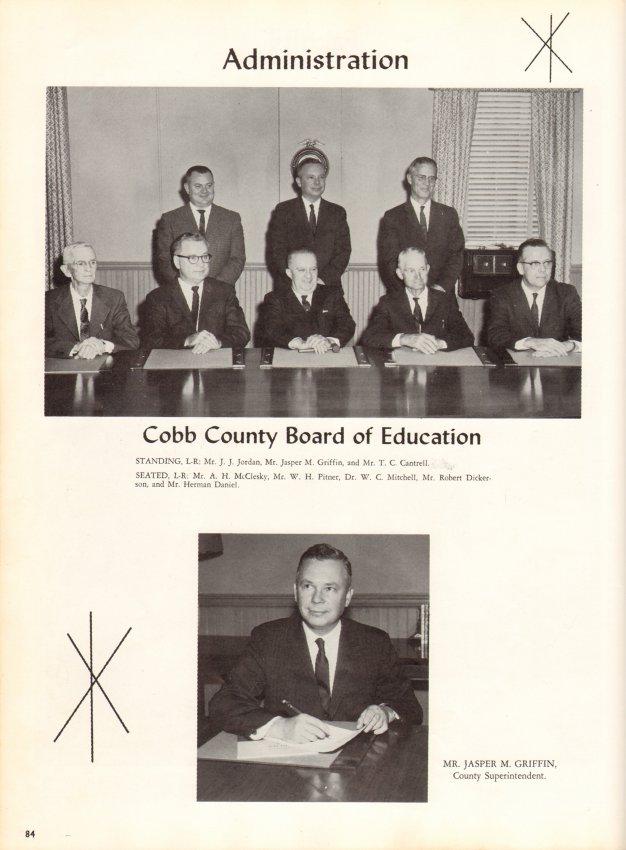 Administration
Cobb County Board of Education
STANDING, L-R: Mr. J. J. Jordan, Mr. Jasper M. Griffin, and Mr. T. C. Cantrell.
SEATED, L-R: Mr. A. H. McClesky, Mr. W. H. Pitner, Dr. W. C. Mitchell, Mr. Robert Dicker-
son, and Mr. Herman Daniel.
MR. JASPER M. GRIFFIN,
County Superintendent.
84